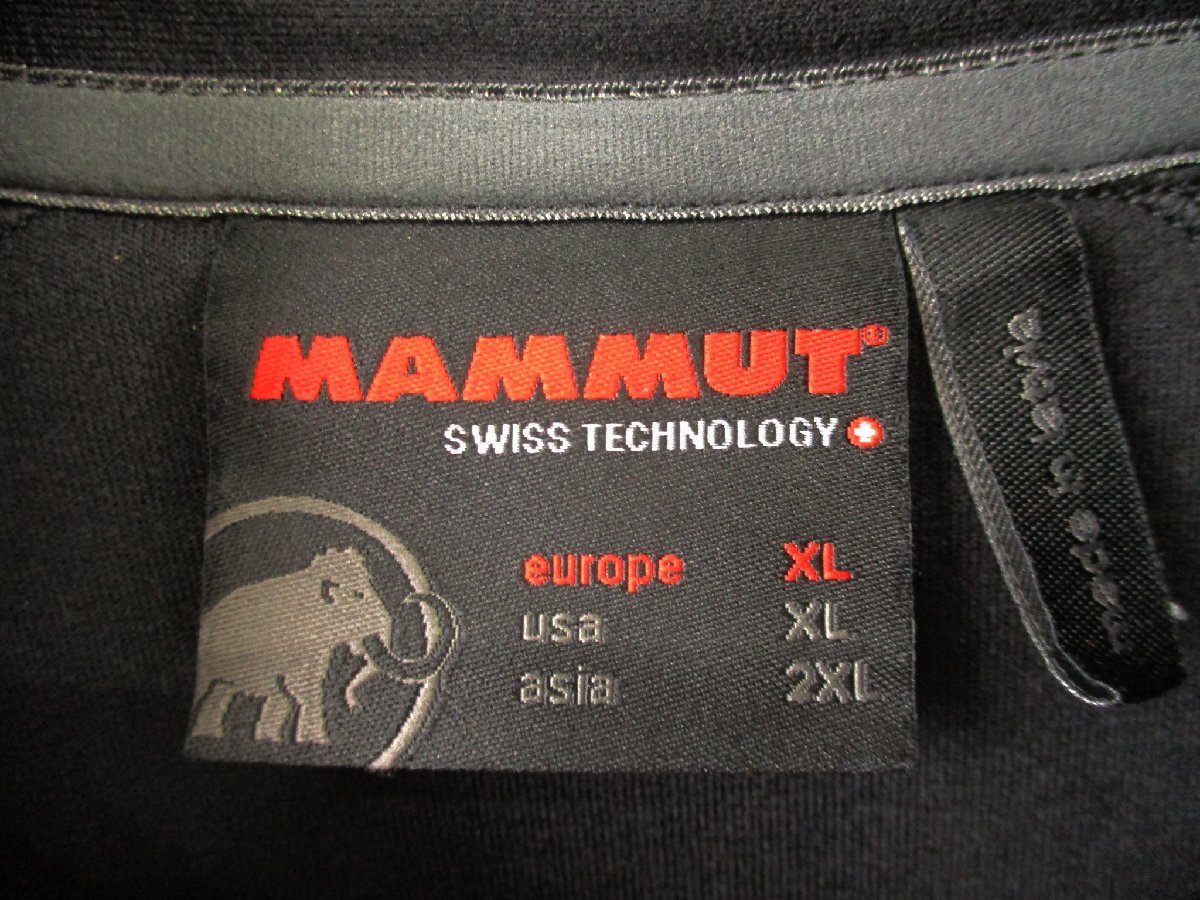 MAMMUT®
SWISS TECHNOLOGY
europe XL
usa XL
asia 2XL
made in latvia